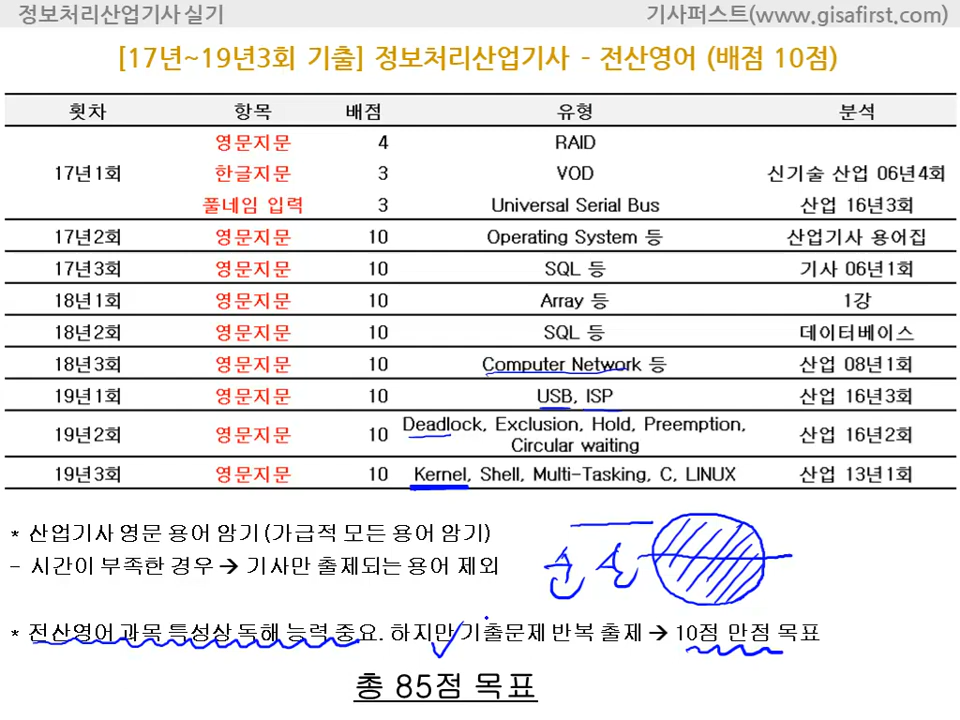 정보처리산업기사 실기 기사퍼스트(www.gisafirst.com)
[17년~19년3회 기출] 정보처리산업기사 - 전산영어 (배점 10점)
횟차 항목 배점 유형 분석
영문지문 4 RAID
17년1회 한글지문 3 VOD 신기술 산업 06년4회
풀네임 입력 3 Universal Serial Bus 산업 16년3회
17년2회 영문지문 10 Operating System 등 산업기사 용어집
17년3회 영문지문 10 SQL 등 기사 06년1회
18년1회 영문지문 10 Array 등 1강
18년2회 영문지문 10 SQL 등 데이터베이스
18년3회 영문지문 10 Computer Network 등 산업 08년1회
19년1회 영문지문 10 USB, ISP 산업 16년3회
19년2회 영문지문 10 Deadlock, Exclusion, Hold, Preemption, 산업 16년2회
Circular waiting
19년3회 영문지문 10 Kernel, Shell, Multi-Tasking, C, LINUX 산업 13년1회
* 산업기사 영문 용어 암기 (가급적 모든 용어 암기)
- 시간이 부족한 경우 → 기사만 출제되는 용어 제외
* 전산영어 과목 특성상 독해 능력 중요. 하지만 기출문제 반복 출제 → 10점 만점 목표
총 85점 목표